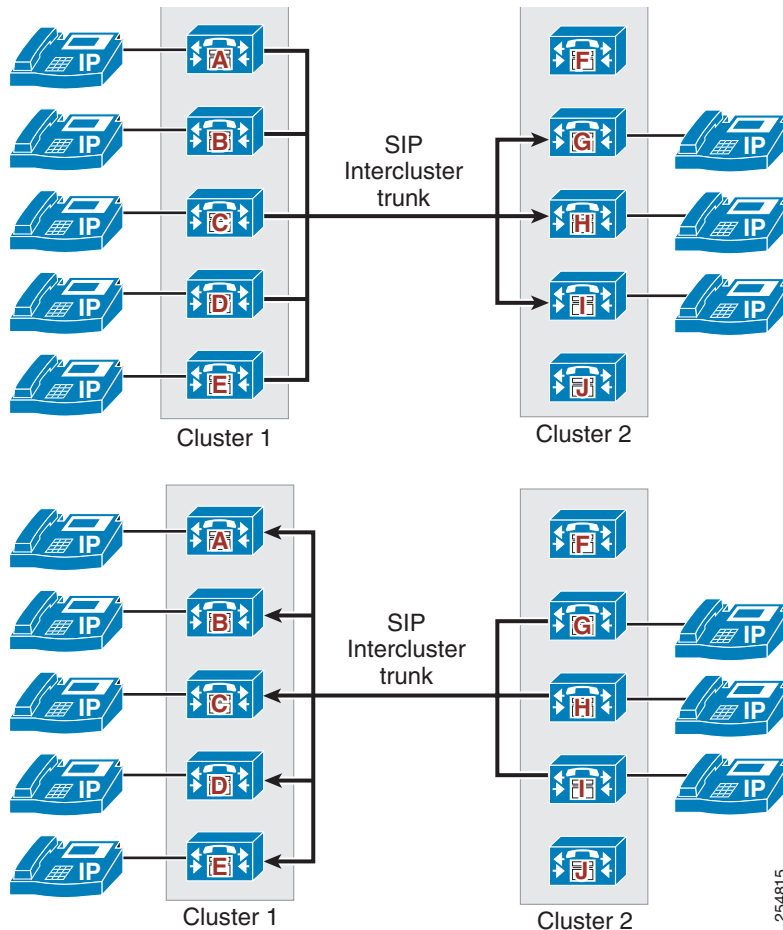 IP A F
IP B G IP
SIP
Intercluster
trunk
IP C H IP
IP D I IP
IP E J
Cluster 1 Cluster 2
IP A F
IP B G IP
SIP
Intercluster
trunk
IP C H IP
IP D I IP
IP E J
Cluster 1 Cluster 2
254815